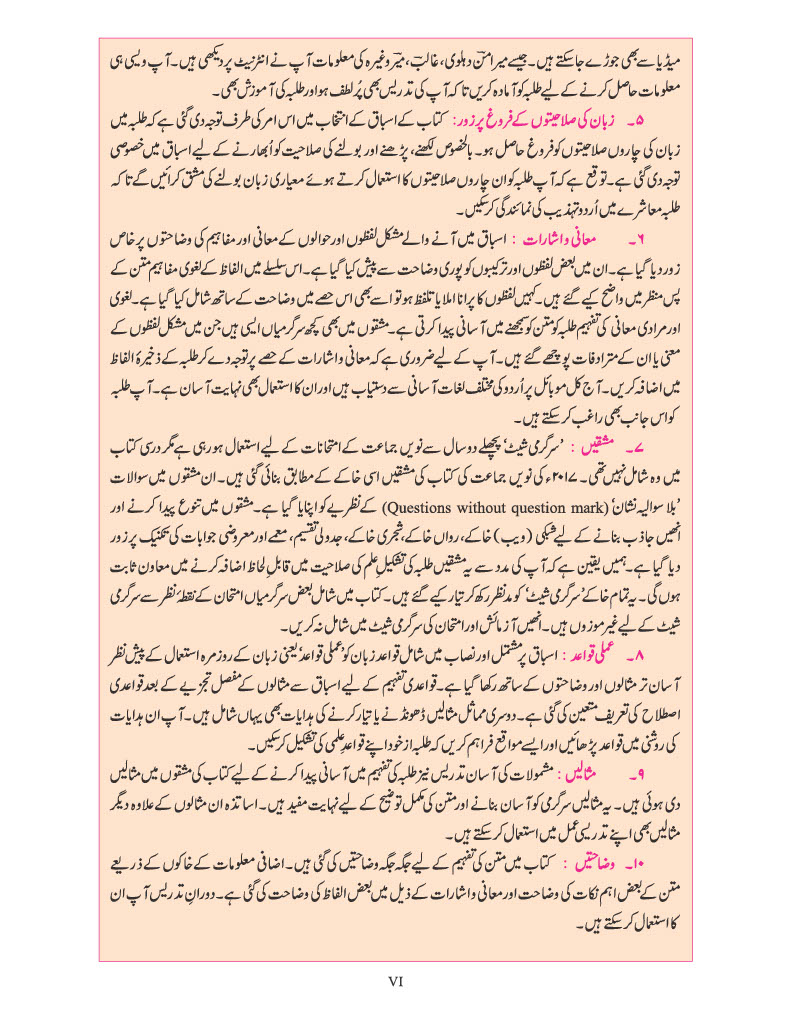 میڈیا سے بھی جوڑے جا سکتے ہیں۔ جیسے میر امنؔ دہلوی، غالبؔ، میرؔ وغیرہ کی معلومات آپ نے انٹرنیٹ پر دیکھی ہیں۔ آپ ویسی ہی
معلومات حاصل کرنے کے لیے طلبہ کو آمادہ کریں تاکہ آپ کی تدریس بھی پُر لطف ہو اور طلبہ کی آموزش بھی۔
۵۔ زبان کی صلاحیتوں کے فروغ پر زور: کتاب کے اسباق کے انتخاب میں اس امر کی طرف توجہ دی گئی ہے کہ طلبہ میں
زبان کی چاروں صلاحیتوں کو فروغ حاصل ہو۔ بالخصوص لکھنے، پڑھنے اور بولنے کی صلاحیت کو اُبھارنے کے لیے اسباق میں خصوصی
توجہ دی گئی ہے۔ توقع ہے کہ آپ طلبہ کو ان چاروں صلاحیتوں کا استعمال کرتے ہوئے معیاری زبان بولنے کی مشق کرائیں گے تاکہ
طلبہ معاشرے میں اُردو تہذیب کی نمائندگی کر سکیں۔
۶۔ معانی و اشارات : اسباق میں آنے والے مشکل لفظوں اور حوالوں کے معانی اور مفاہیم کی وضاحتوں پر خاص
زور دیا گیا ہے۔ ان میں بعض لفظوں اور ترکیبوں کو پوری وضاحت سے پیش کیا گیا ہے۔ اس سلسلے میں الفاظ کے لغوی مفاہیم متن کے
پس منظر میں واضح کیے گئے ہیں۔ کہیں لفظوں کا پرانا املا یا تلفظ ہو تو اسے بھی اس حصے میں وضاحت کے ساتھ شامل کیا گیا ہے۔ لغوی
اور مرادی معانی کی تفہیم طلبہ کو متن کو سمجھنے میں آسانی پیدا کرتی ہے۔ مشقوں میں بھی کچھ سرگرمیاں ایسی ہیں جن میں مشکل لفظوں کے
معنی یا ان کے مترادفات پوچھے گئے ہیں۔ آپ کے لیے ضروری ہے کہ معانی و اشارات کے حصے پر توجہ دے کر طلبہ کے ذخیرۂ الفاظ
میں اضافہ کریں۔ آج کل موبائل پر اُردو کی مختلف لغات آسانی سے دستیاب ہیں اور ان کا استعمال بھی نہایت آسان ہے۔ آپ طلبہ
کو اس جانب بھی راغب کر سکتے ہیں۔
۷۔ مشقیں : ’سرگرمی شیٹ‘ پچھلے دو سال سے نویں جماعت کے امتحانات کے لیے استعمال ہو رہی ہے مگر درسی کتاب
میں وہ شامل نہیں تھی۔ ۲۰۱۷ء کی نویں جماعت کی کتاب کی مشقیں اسی خاکے کے مطابق بنائی گئی ہیں۔ ان مشقوں میں سوالات
’بلا سوالیہ نشان‘ (Questions without question mark) کے نظریے کو اپنایا گیا ہے۔ مشقوں میں تنوع پیدا کرنے اور
انھیں جاذب بنانے کے لیے شبکی (ویب) خاکے، رواں خاکے، شجری خاکے، جدولی تقسیم، معمے اور معروضی جوابات کی تکنیک پر زور
دیا گیا ہے۔ ہمیں یقین ہے کہ آپ کی مدد سے یہ مشقیں طلبہ کی تشکیلِ علم کی صلاحیت میں قابلِ لحاظ اضافہ کرنے میں معاون ثابت
ہوں گی۔ یہ تمام خاکے ’سرگرمی شیٹ‘ کو مدِ نظر رکھ کر تیار کیے گئے ہیں۔ کتاب میں شامل بعض سرگرمیاں امتحان کے نقطۂ نظر سے سرگرمی
شیٹ کے لیے غیر موزوں ہیں۔ انھیں آزمائش اور امتحان کی سرگرمی شیٹ میں شامل نہ کریں۔
۸۔ عملی قواعد : اسباق پر مشتمل اور نصاب میں شامل قواعدِ زبان کو ’عملی قواعد‘ یعنی زبان کے روزمرہ استعمال کے پیشِ نظر
آسان تر مثالوں اور وضاحتوں کے ساتھ رکھا گیا ہے۔ قواعدی تفہیم کے لیے اسباق سے مثالوں کے مفصل تجزیے کے بعد قواعدی
اصطلاح کی تعریف متعین کی گئی ہے۔ دوسری مماثل مثالیں ڈھونڈنے یا تیار کرنے کی ہدایات بھی یہاں شامل ہیں۔ آپ ان ہدایات
کی روشنی میں قواعد پڑھائیں اور ایسے مواقع فراہم کریں کہ طلبہ از خود اپنے قواعدِ علمی کی تشکیل کر سکیں۔
۹۔ مثالیں : مشمولات کی آسان تدریس نیز طلبہ کی تفہیم میں آسانی پیدا کرنے کے لیے کتاب کی مشقوں میں مثالیں
دی ہوئی ہیں۔ یہ مثالیں سرگرمی کو آسان بنانے اور متن کی مکمل توضیح کے لیے نہایت مفید ہیں۔ اساتذہ ان مثالوں کے علاوہ دیگر
مثالیں بھی اپنے تدریسی عمل میں استعمال کر سکتے ہیں۔
۱۰۔ وضاحتیں : کتاب میں متن کی تفہیم کے لیے جگہ جگہ وضاحتیں کی گئی ہیں۔ اضافی معلومات کے خاکوں کے ذریعے
متن کے بعض اہم نکات کی وضاحت اور معانی و اشارات کے ذیل میں بعض الفاظ کی وضاحت کی گئی ہے۔ دورانِ تدریس آپ ان
کا استعمال کر سکتے ہیں۔
VI